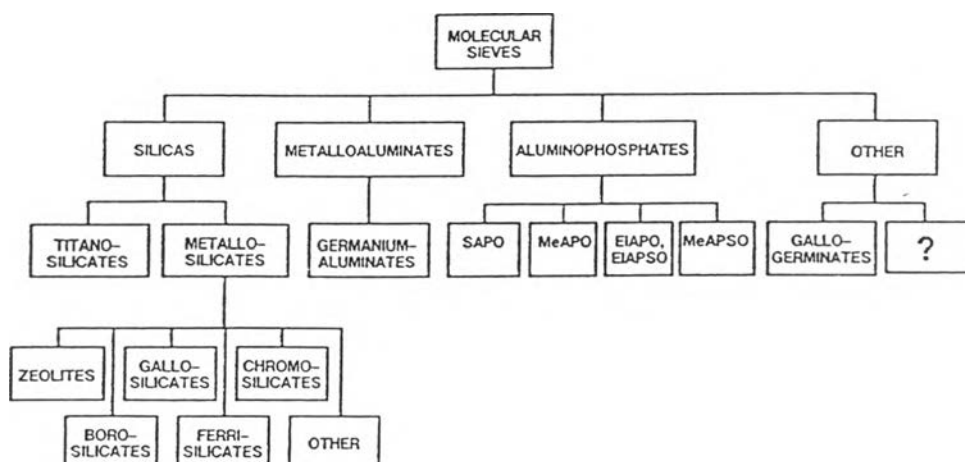 MOLECULAR
SIEVES
SILICAS
METALLOALUMINATES
ALUMINOPHOSPHATES
OTHER
TITANO-
SILICATES
METALLO-
SILICATES
GERMANIUM-
ALUMINATES
SAPO
MeAPO
ElAPO,
ElAPSO
MeAPSO
GALLO-
GERMINATES
?
ZEOLITES
GALLO-
SILICATES
CHROMO-
SILICATES
BORO-
SILICATES
FERRI-
SILICATES
OTHER